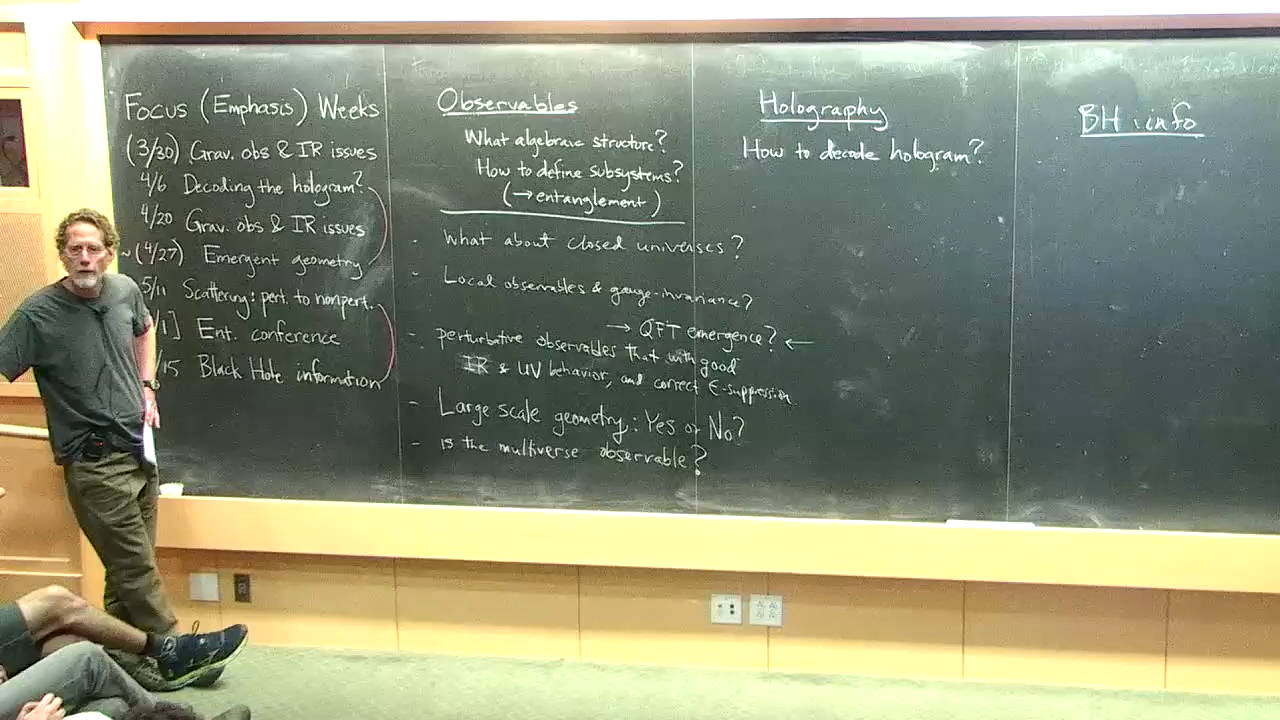 Focus (Emphasis) Weeks
(3/30) Grav. obs & IR issues
4/6 Decoding the hologram?
4/20 Grav. obs & IR issues
~(4/27) Emergent geometry
5/11 Scattering: pert. to nonpert.
/1] Ent. conference
/15 Black Hole information
Observables
What algebraic structure?
How to define subsystems?
(→ entanglement)
- What about closed universes?
- Local observables & gauge-invariance?
→ QFT emergence? ←
- perturbative observables that with good
IR & UV behavior, and correct E-suppression
- Large scale geometry: Yes or No?
- is the multiverse observable?
Holography
How to decode hologram?
BH info